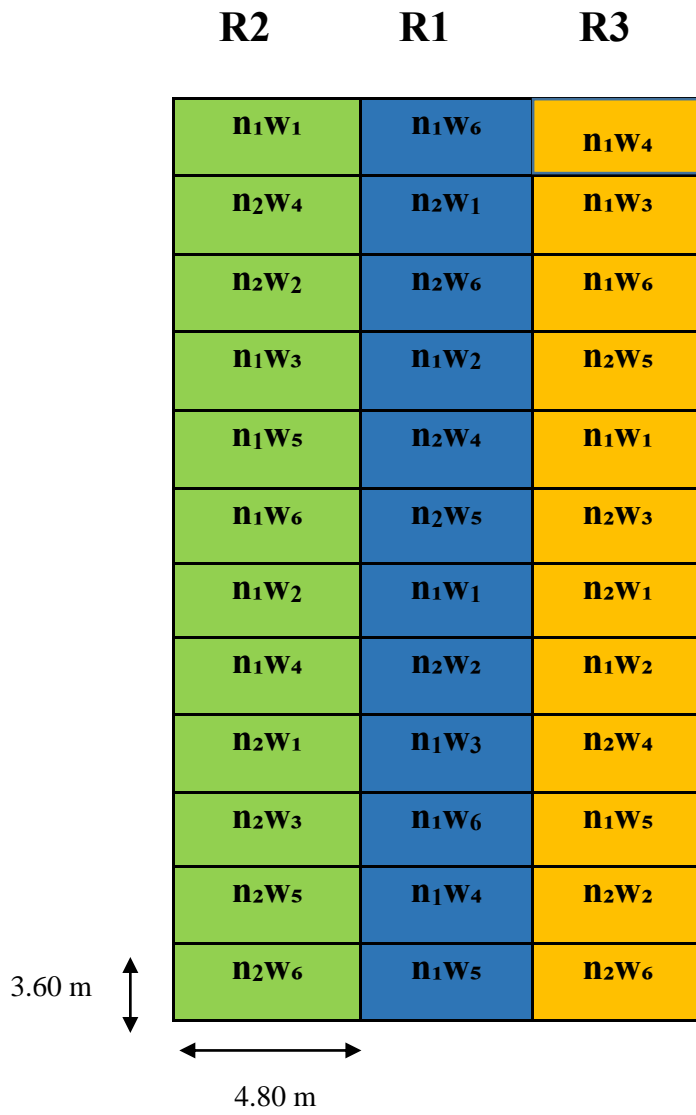 R2 R1 R3
n₁w₁ n₁w₆ n₁w₄
n₂w₄ n₂w₁ n₁w₃
n₂w₂ n₂w₆ n₁w₆
n₁w₃ n₁w₂ n₂w₅
n₁w₅ n₂w₄ n₁w₁
n₁w₆ n₂w₅ n₂w₃
n₁w₂ n₁w₁ n₂w₁
n₁w₄ n₂w₂ n₁w₂
n₂w₁ n₁w₃ n₂w₄
n₂w₃ n₁w₆ n₁w₅
n₂w₅ n₁w₄ n₂w₂
n₂w₆ n₁w₅ n₂w₆
3.60 m
4.80 m